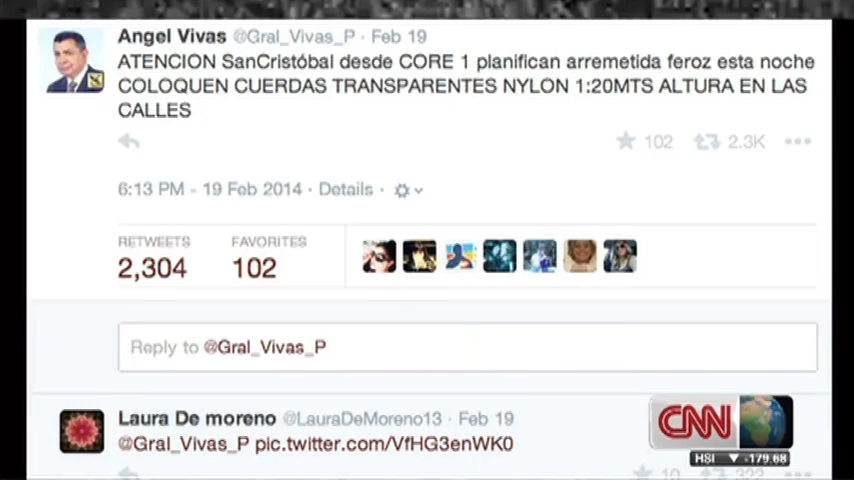 Angel Vivas @Gral_Vivas_P · Feb 19
ATENCION SanCristóbal desde CORE 1 planifican arremetida feroz esta noche
COLOQUEN CUERDAS TRANSPARENTES NYLON 1:20MTS ALTURA EN LAS
CALLES
102 2.3K
6:13 PM - 19 Feb 2014 · Details ·
RETWEETS FAVORITES
2,304 102
Reply to @Gral_Vivas_P
Laura De moreno @LauraDeMoreno13 · Feb 19
@Gral_Vivas_P pic.twitter.com/VfHG3enWK0
10 322
CNN
HSI ▼ -179.68